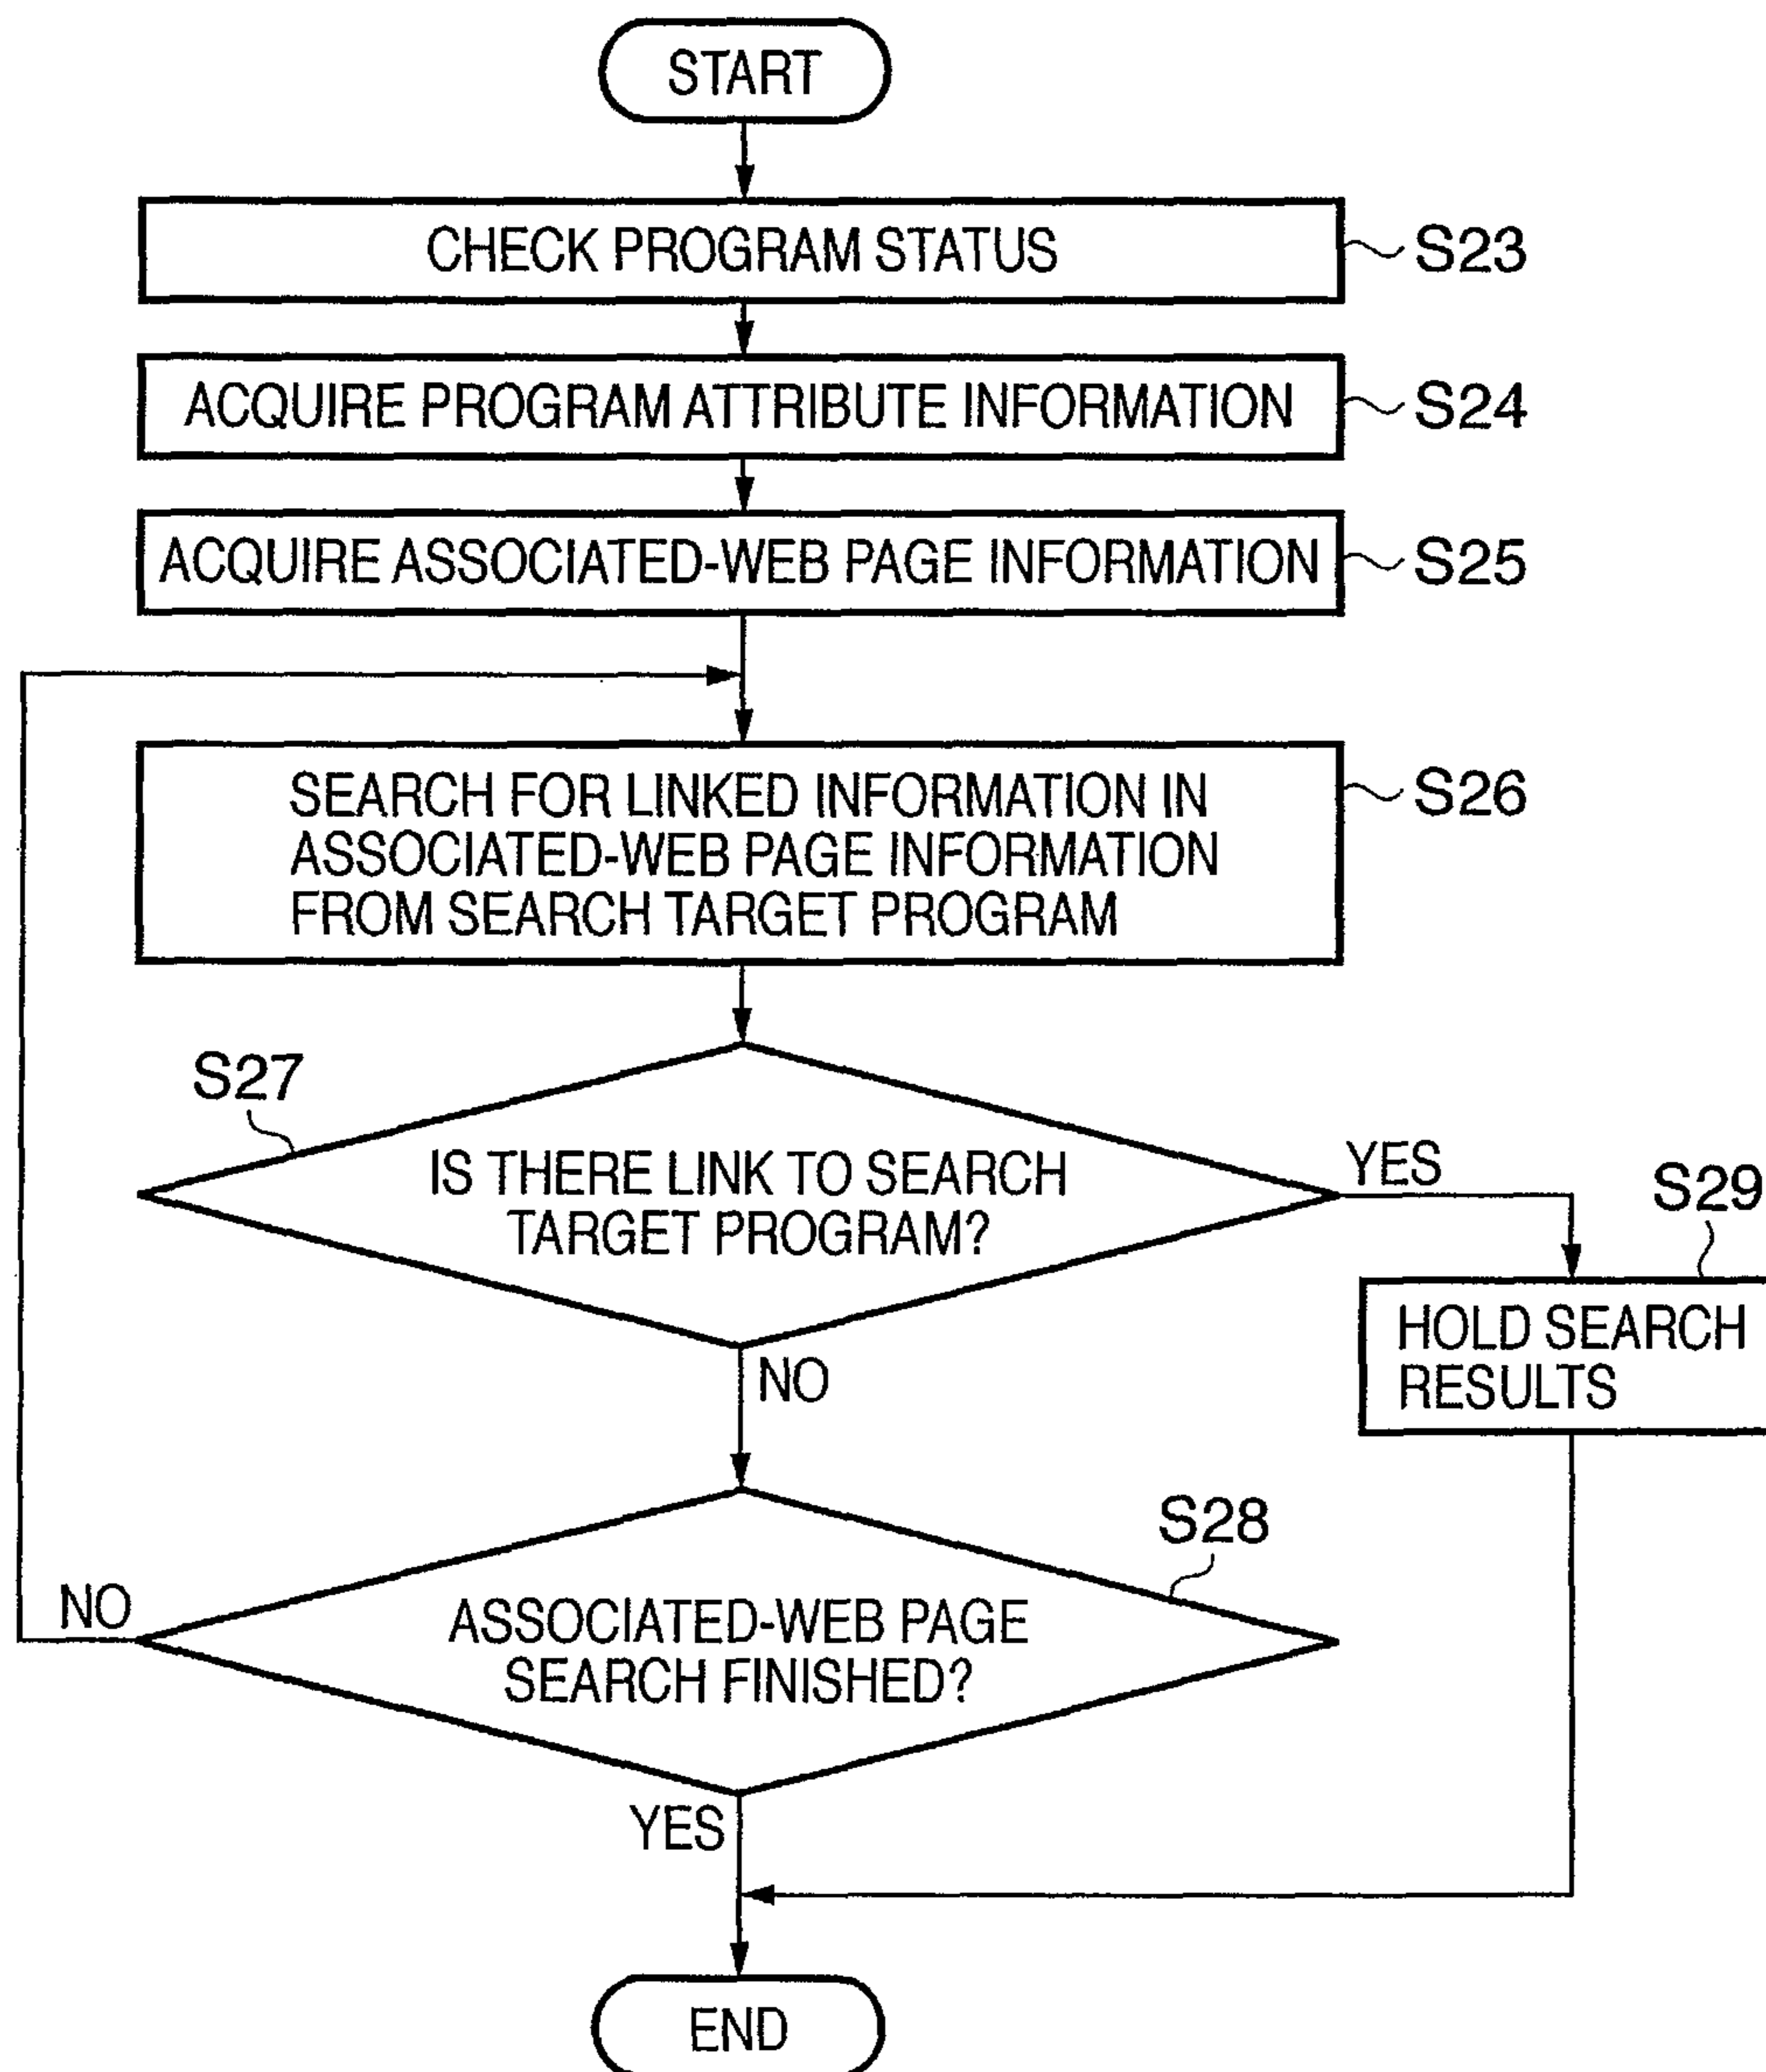 START
CHECK PROGRAM STATUS
S23
ACQUIRE PROGRAM ATTRIBUTE INFORMATION
S24
ACQUIRE ASSOCIATED-WEB PAGE INFORMATION
S25
SEARCH FOR LINKED INFORMATION IN
ASSOCIATED-WEB PAGE INFORMATION
FROM SEARCH TARGET PROGRAM
S26
S27
IS THERE LINK TO SEARCH
TARGET PROGRAM?
YES
S29
HOLD SEARCH
RESULTS
NO
S28
ASSOCIATED-WEB PAGE
SEARCH FINISHED?
NO
YES
END